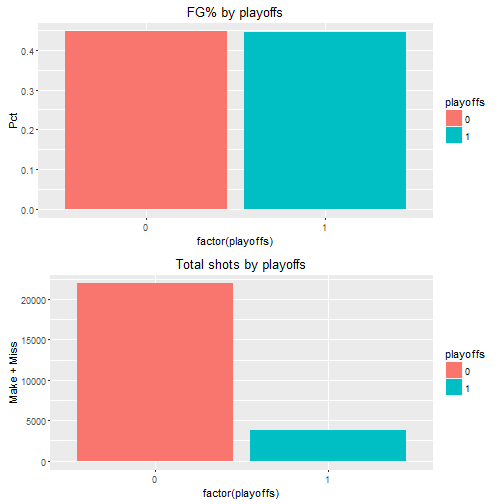 FG% by playoffs
0.4
0.3
0.2
0.1
0.0
Pct
0 1
factor(playoffs)
playoffs
0
1
Total shots by playoffs
20000
15000
10000
5000
0
Make + Miss
0 1
factor(playoffs)
playoffs
0
1